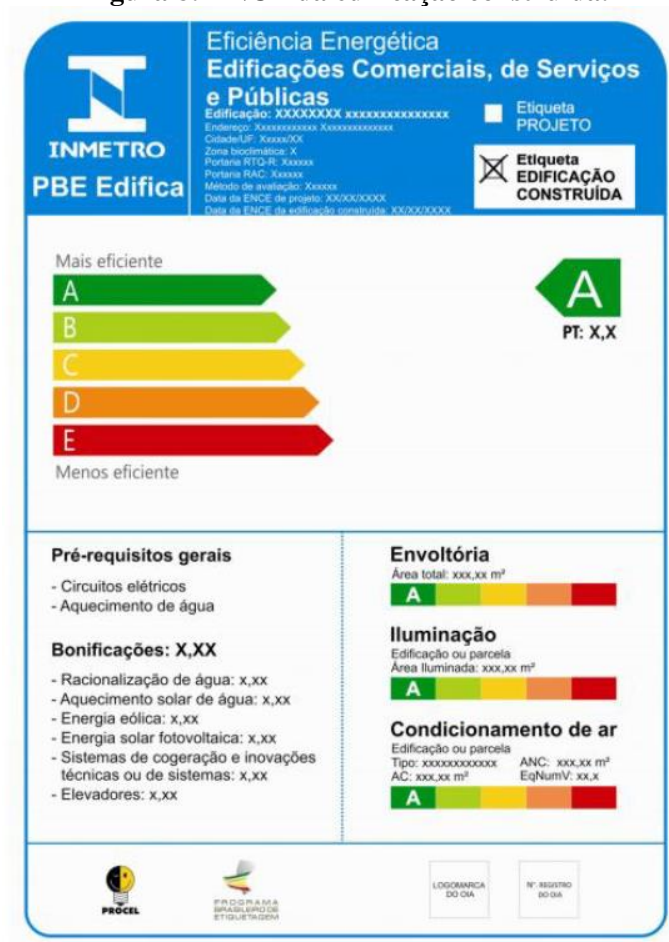 INMETRO
PBE Edifica
Eficiência Energética
Edificações Comerciais, de Serviços
e Públicas
Edificação: XXXXXXXX xxxxxxxxxxxxxxx
Endereço: Xxxxxxxxxxxx Xxxxxxxxxxxxxx
Cidade/UF: Xxxxx/XX
Zona bioclimática: X
Portaria RTQ-R: Xxxxxx
Portaria RAC: Xxxxxx
Método de avaliação: Xxxxxx
Data da ENCE de projeto: XX/XX/XXXX
Data da ENCE da edificação construída: XX/XX/XXXX
Etiqueta
PROJETO
Etiqueta
EDIFICAÇÃO
CONSTRUÍDA
Mais eficiente
A
B
C
D
E
Menos eficiente
A
PT: X,X
Pré-requisitos gerais
- Circuitos elétricos
- Aquecimento de água
Bonificações: X,XX
- Racionalização de água: x,xx
- Aquecimento solar de água: x,xx
- Energia eólica: x,xx
- Energia solar fotovoltaica: x,xx
- Sistemas de cogeração e inovações
técnicas ou de sistemas: x,xx
- Elevadores: x,xx
Envoltória
Área total: xxx,xx m²
A
Iluminação
Edificação ou parcela
Área Iluminada: xxx,xx m²
A
Condicionamento de ar
Edificação ou parcela
Tipo: xxxxxxxxxxxx ANC: xxx,xx m²
AC: xxx,xx m² EqNumV: xx,x
A
PROCEL
PROGRAMA
BRASILEIRO DE
ETIQUETAGEM
LOGOMARCA
DO OIA
Nº. REGISTRO
DO OIA